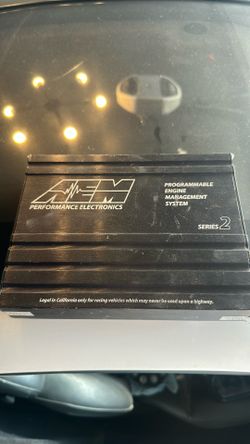 AEM
PERFORMANCE ELECTRONICS
PROGRAMMABLE
ENGINE
MANAGEMENT
SYSTEM
SERIES 2
Legal in California only for racing vehicles which may never be used upon a highway.